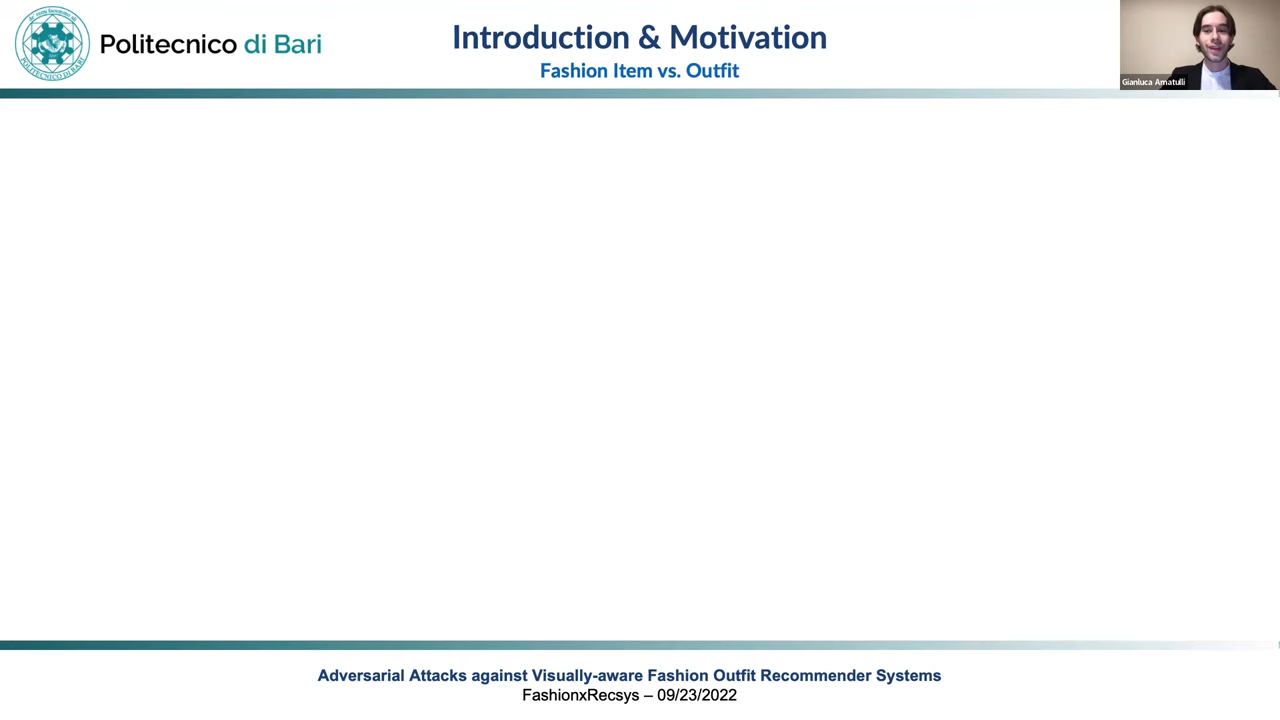 Politecnico di Bari
Introduction & Motivation
Fashion Item vs. Outfit
Gianluca Amatulli
Adversarial Attacks against Visually-aware Fashion Outfit Recommender Systems
FashionxRecsys – 09/23/2022